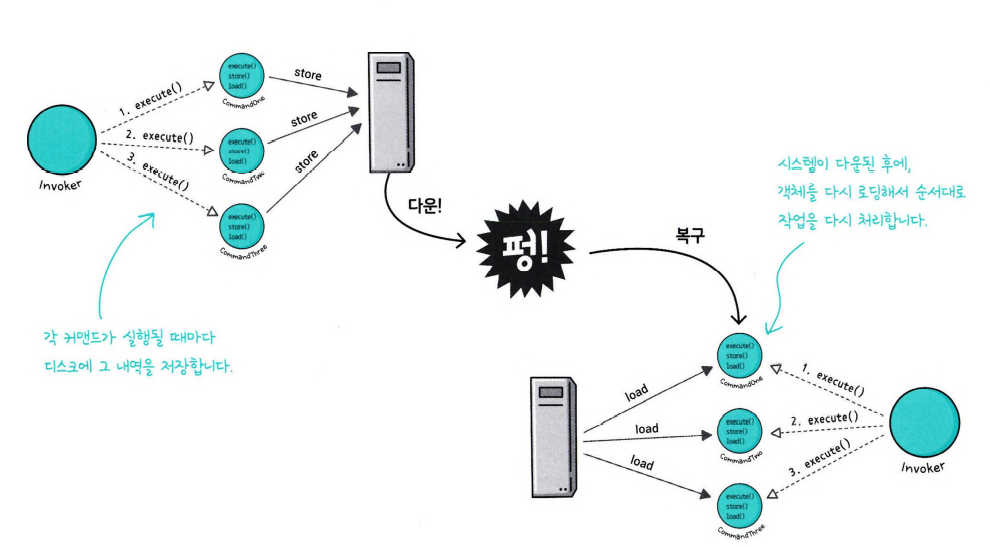 Invoker
1. execute()
2. execute()
3. execute()
execute()
store()
load()
CommandOne
execute()
store()
load()
CommandTwo
execute()
store()
load()
CommandThree
store
store
store
다운!
펑!
복구
각 커맨드가 실행될 때마다
디스크에 그 내역을 저장합니다.
시스템이 다운된 후에,
객체를 다시 로딩해서 순서대로
작업을 다시 처리합니다.
load
load
load
execute()
store()
load()
CommandOne
execute()
store()
load()
CommandTwo
execute()
store()
load()
CommandThree
1. execute()
2. execute()
3. execute()
Invoker